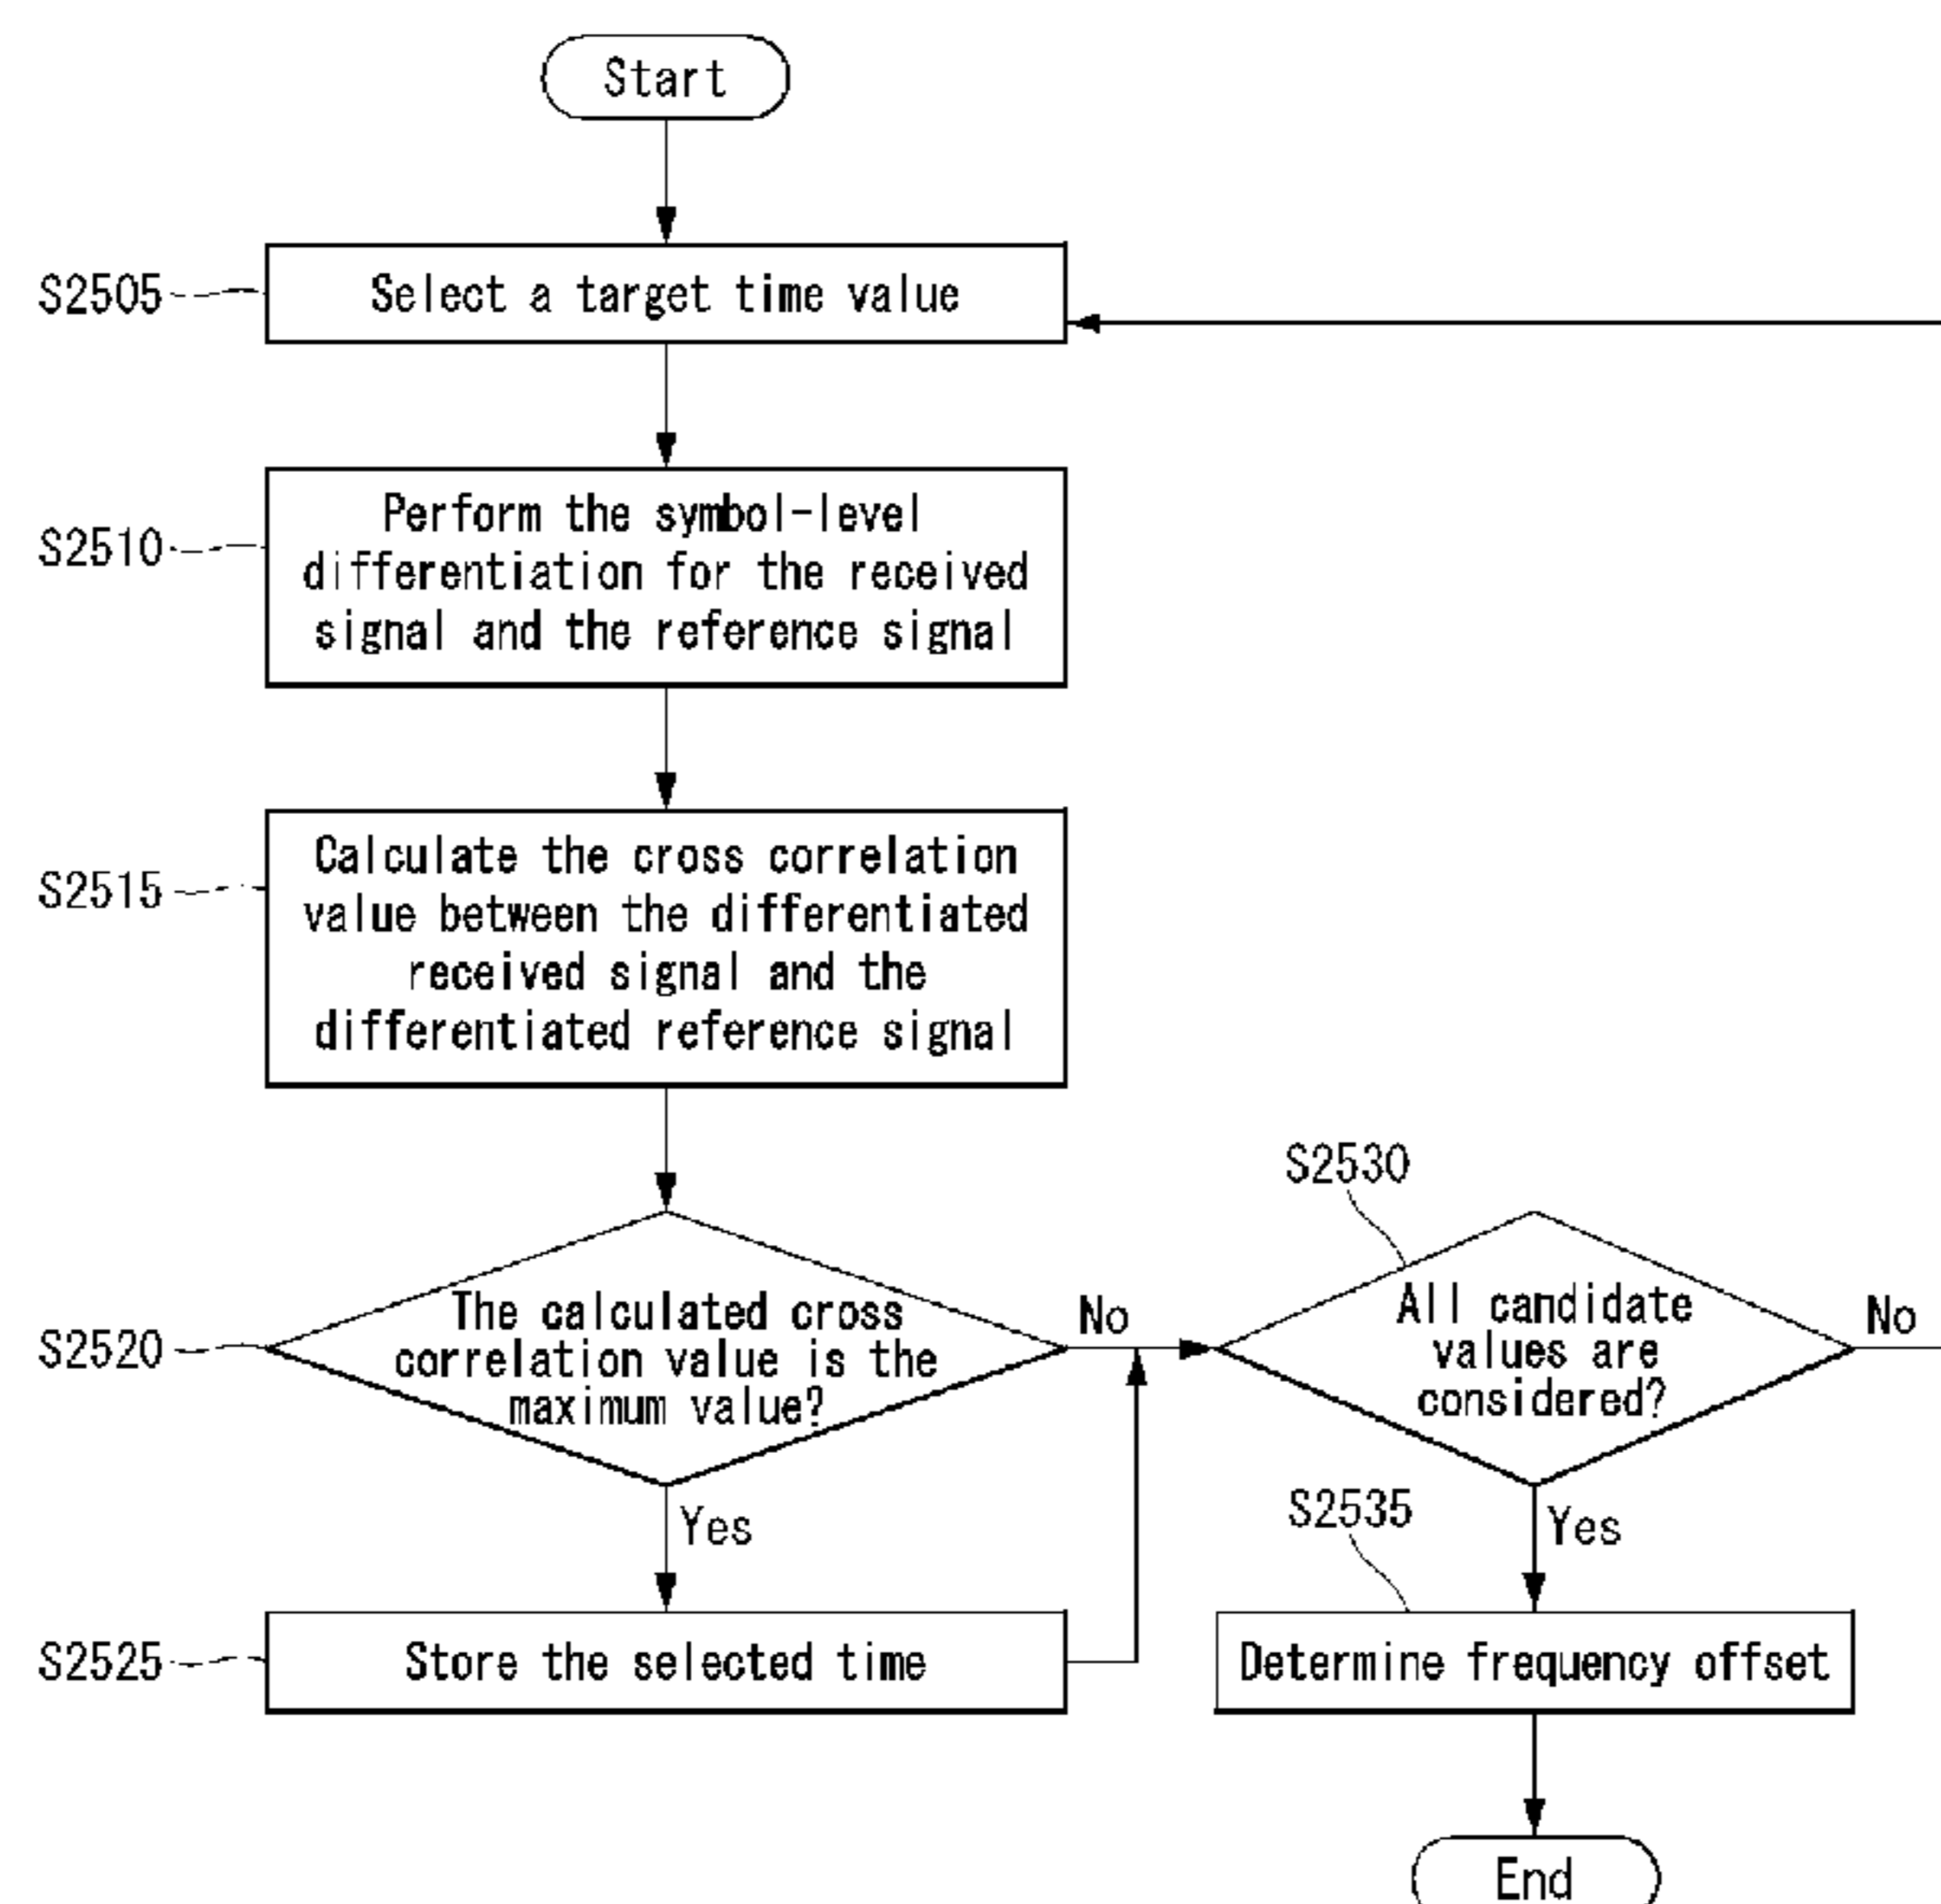 Start
S2505
Select a target time value
S2510
Perform the symbol-level
differentiation for the received
signal and the reference signal
S2515
Calculate the cross correlation
value between the differentiated
received signal and the
differentiated reference signal
S2520
The calculated cross
correlation value is the
maximum value?
No
Yes
S2525
Store the selected time
S2530
All candidate
values are
considered?
No
Yes
S2535
Determine frequency offset
End